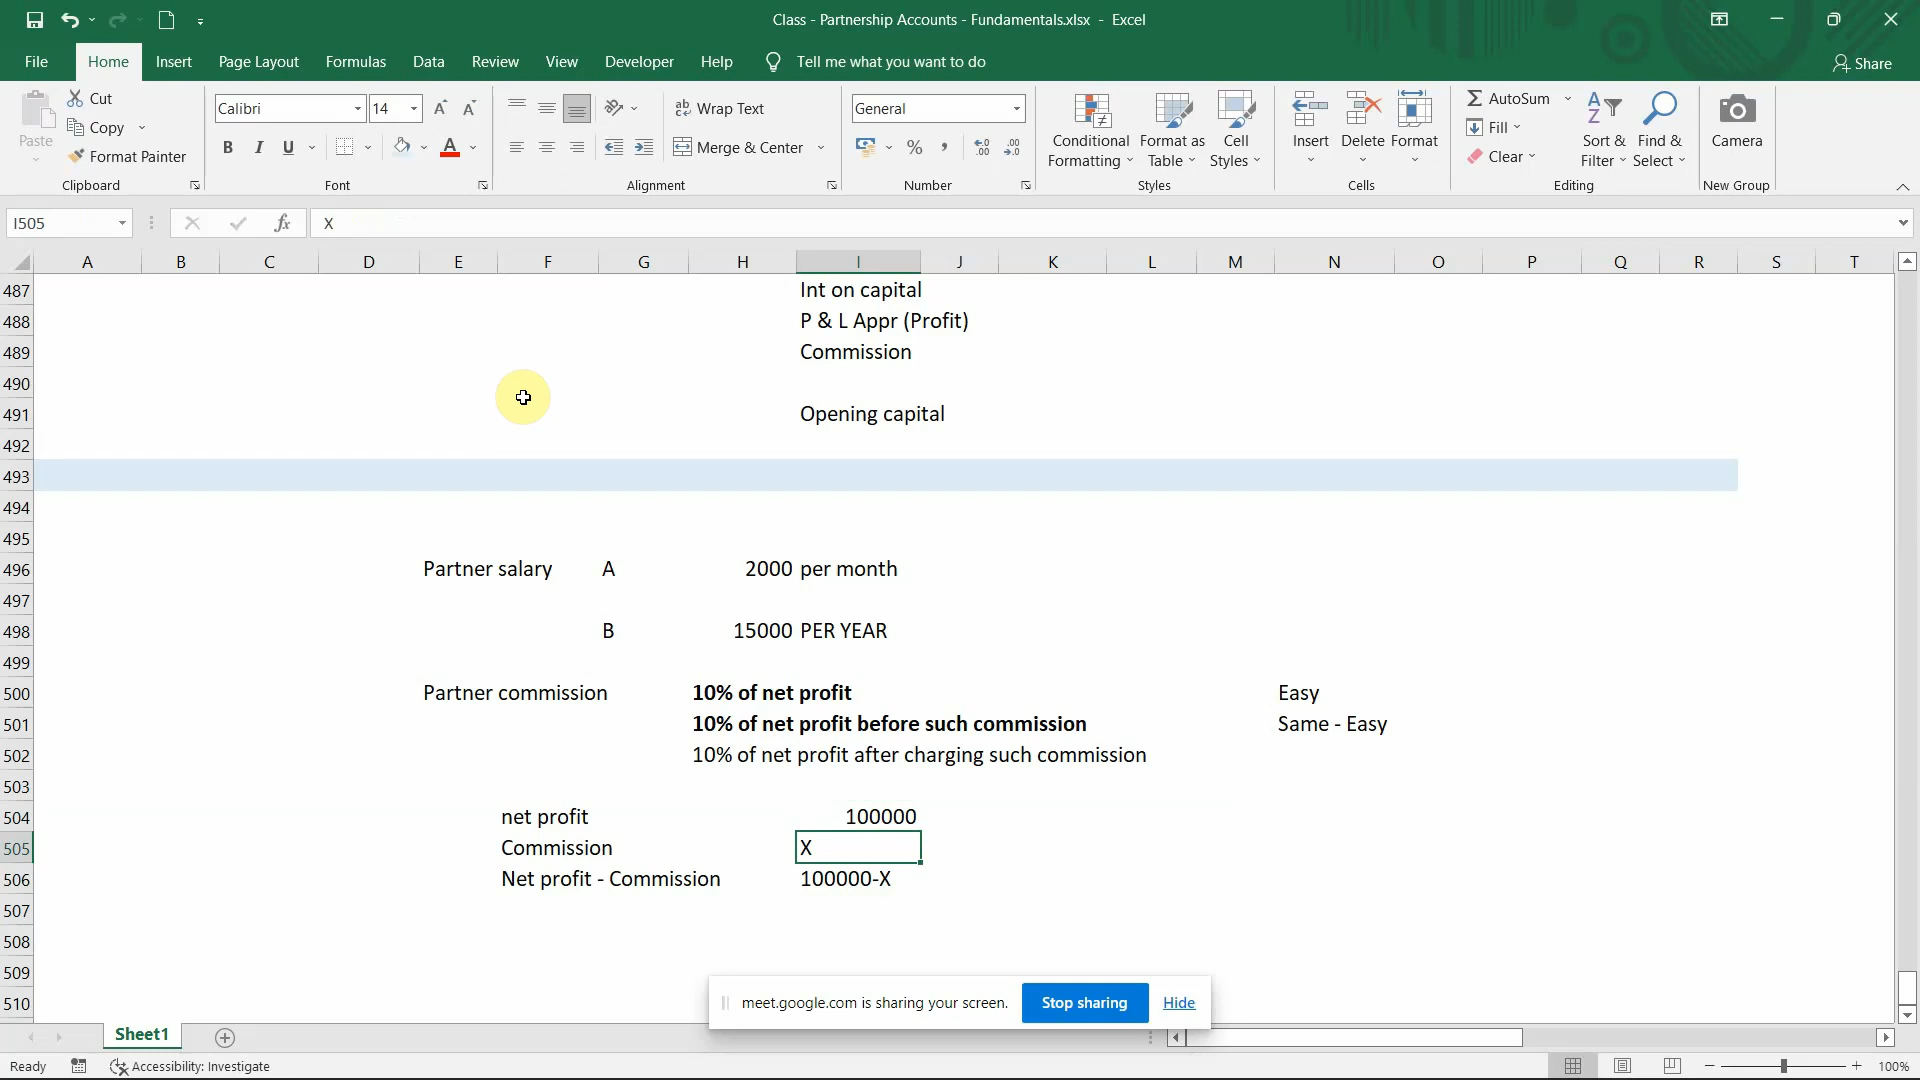 Class - Partnership Accounts - Fundamentals.xlsx - Excel
File Home Insert Page Layout Formulas Data Review View Developer Help Tell me what you want to do Share
Paste
Cut
Copy
Format Painter
Clipboard
Calibri 14
B I U
Font
Wrap Text
Merge & Center
Alignment
General
Number
Conditional Formatting
Format as Table
Cell Styles
Styles
Insert Delete Format
Cells
AutoSum
Fill
Clear
Sort & Filter
Find & Select
Editing
Camera
New Group
I505 fx X
A B C D E F G H I J K L M N O P Q R S T
487 Int on capital
488 P & L Appr (Profit)
489 Commission
490
491 Opening capital
492
493
494
495
496 Partner salary A 2000 per month
497
498 B 15000 PER YEAR
499
500 Partner commission 10% of net profit Easy
501 10% of net profit before such commission Same - Easy
502 10% of net profit after charging such commission
503
504 net profit 100000
505 Commission X
506 Net profit - Commission 100000-X
507
508
509
510
meet.google.com is sharing your screen. Stop sharing Hide
Sheet1
Ready Accessibility: Investigate 100%